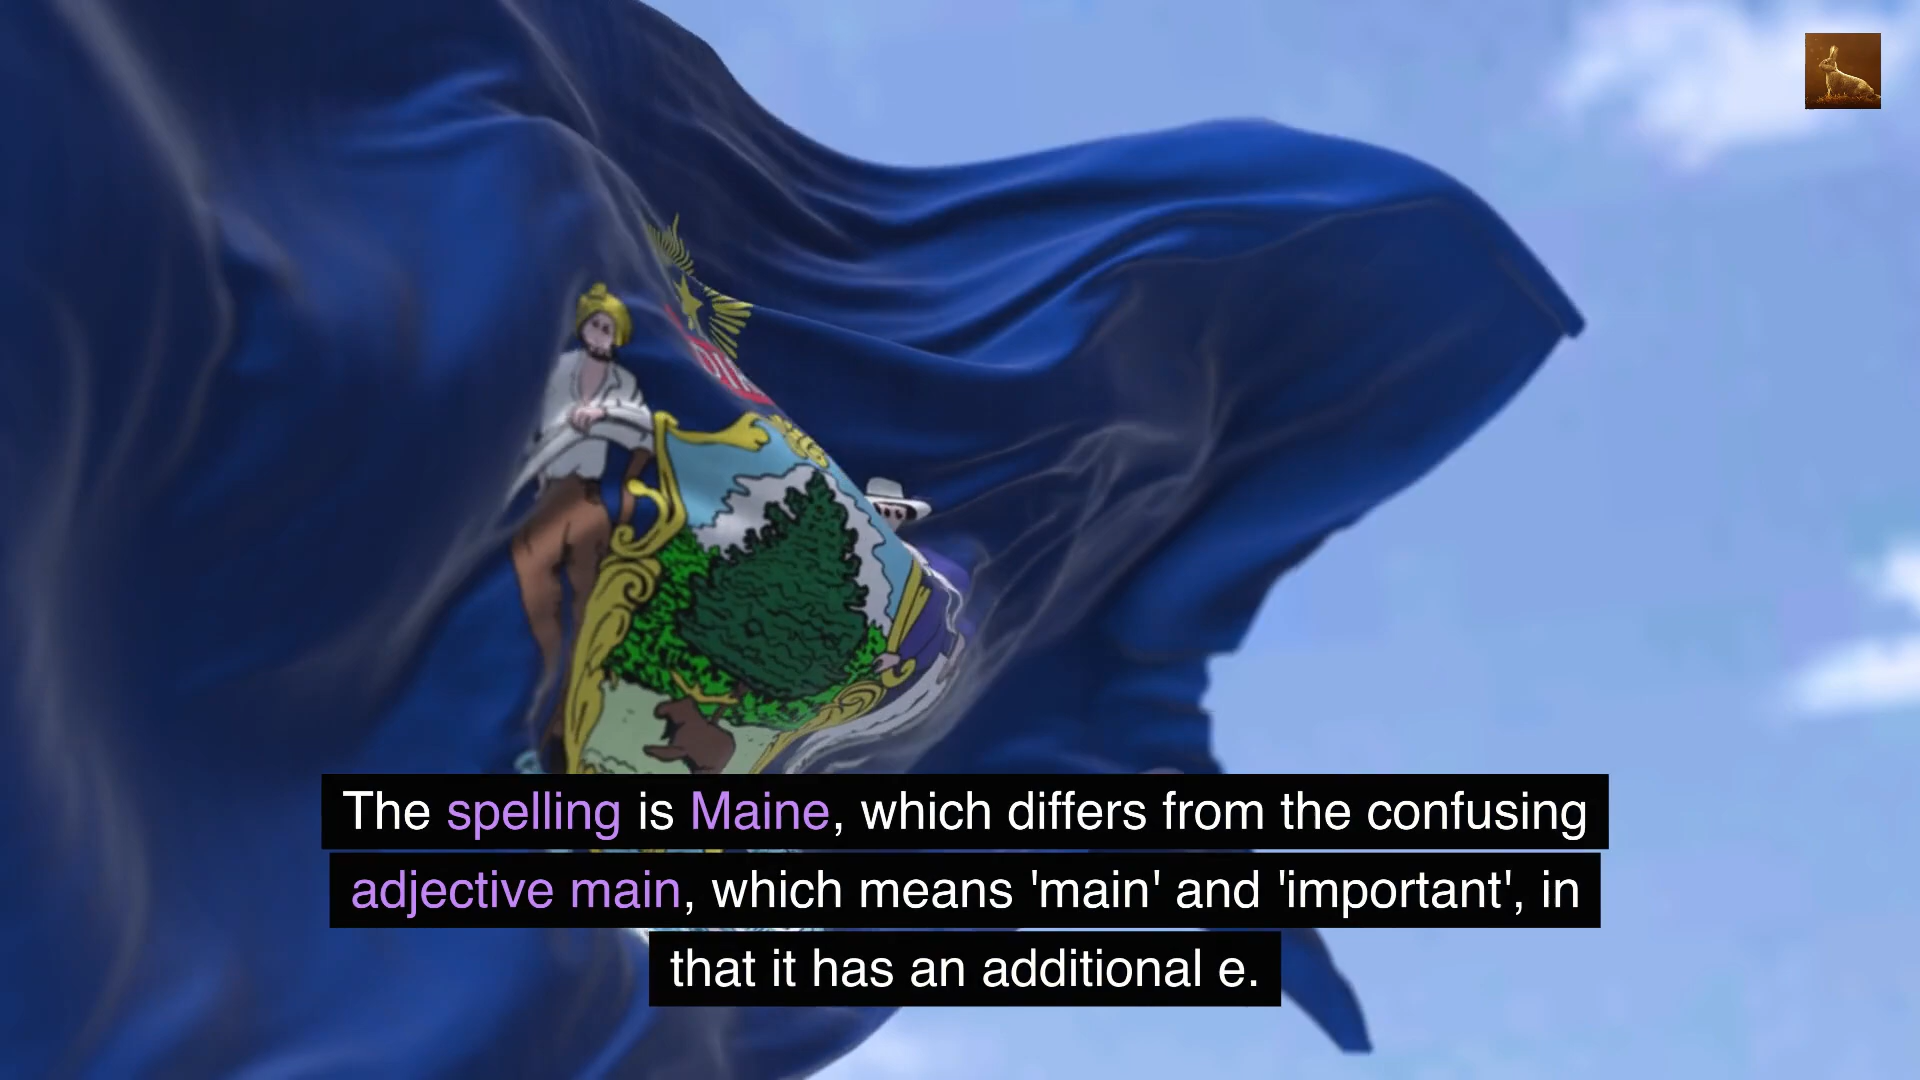 The spelling is Maine, which differs from the confusing
adjective main, which means 'main' and 'important', in
that it has an additional e.